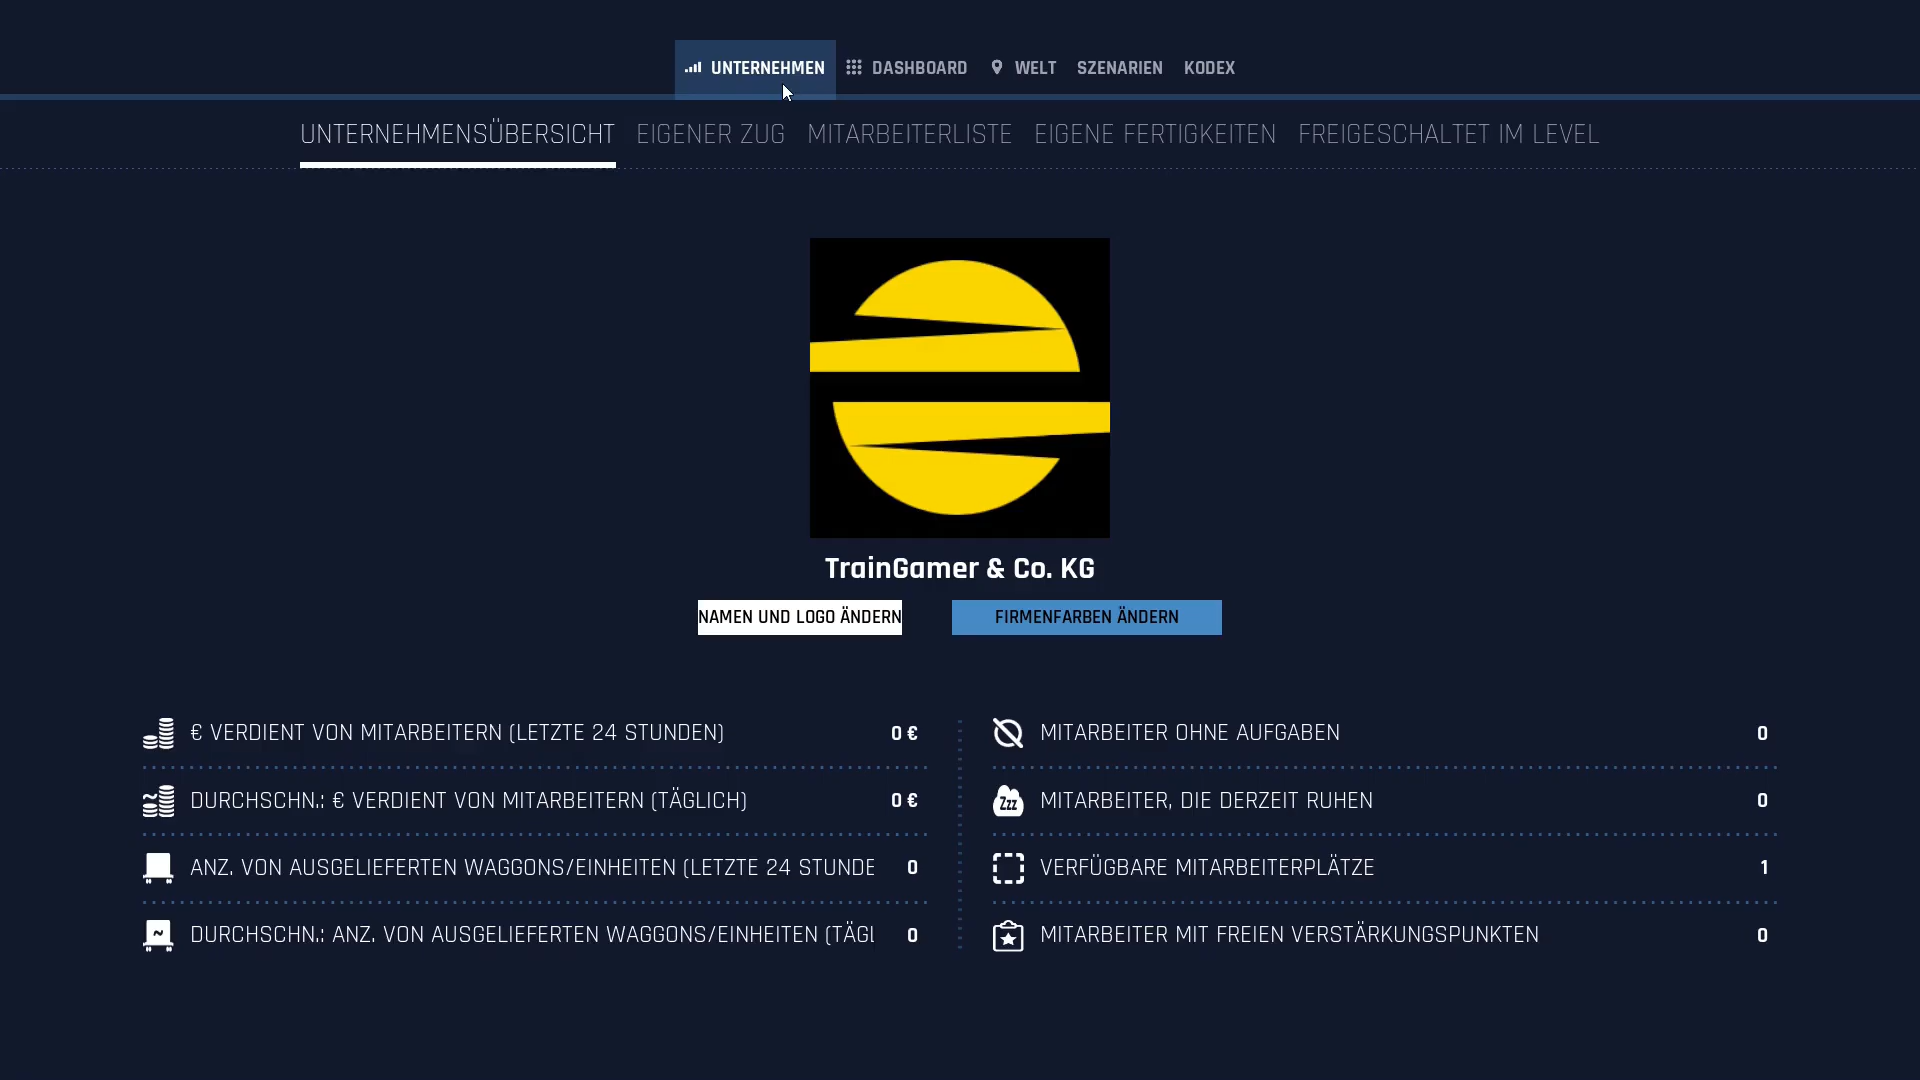 UNTERNEHMEN DASHBOARD WELT SZENARIEN KODEX
UNTERNEHMENSÜBERSICHT EIGENER ZUG MITARBEITERLISTE EIGENE FERTIGKEITEN FREIGESCHALTET IM LEVEL
TrainGamer & Co. KG
NAMEN UND LOGO ÄNDERN FIRMENFARBEN ÄNDERN
€ VERDIENT VON MITARBEITERN (LETZTE 24 STUNDEN) 0 €
DURCHSCHN.: € VERDIENT VON MITARBEITERN (TÄGLICH) 0 €
ANZ. VON AUSGELIEFERTEN WAGGONS/EINHEITEN (LETZTE 24 STUNDE 0
~ DURCHSCHN.: ANZ. VON AUSGELIEFERTEN WAGGONS/EINHEITEN (TÄGL 0
MITARBEITER OHNE AUFGABEN 0
Zzz MITARBEITER, DIE DERZEIT RUHEN 0
VERFÜGBARE MITARBEITERPLÄTZE 1
MITARBEITER MIT FREIEN VERSTÄRKUNGSPUNKTEN 0